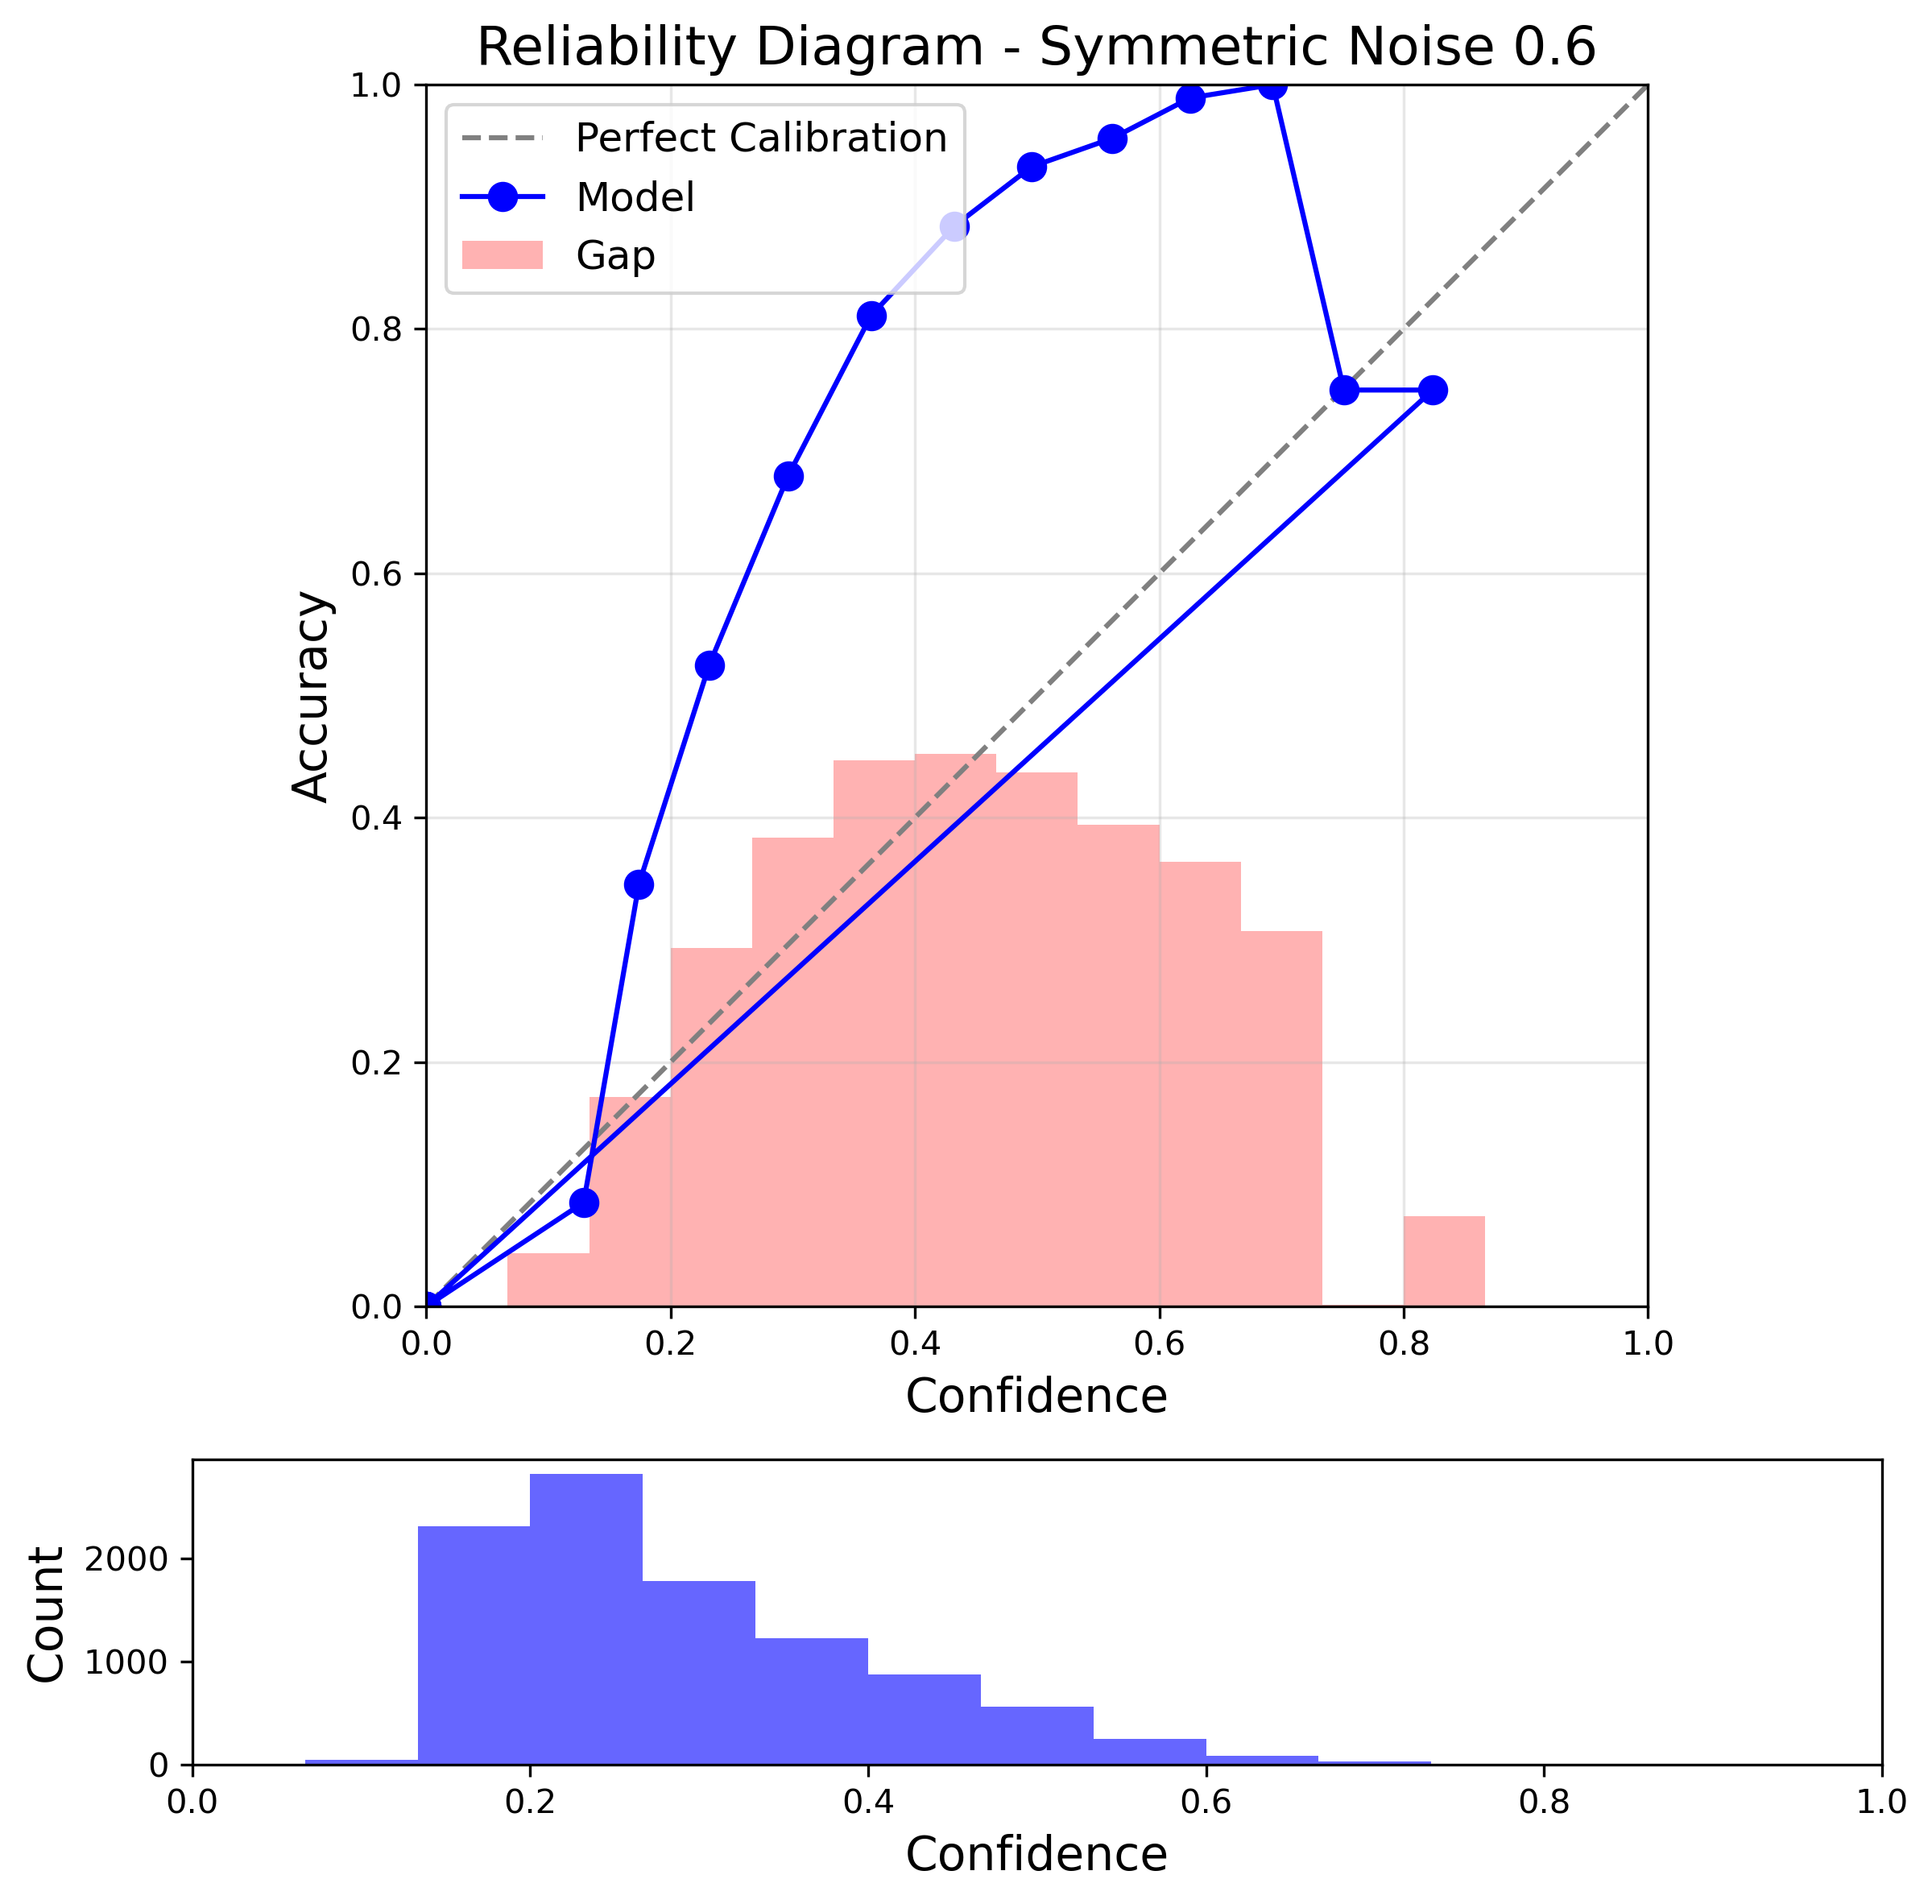 Reliability Diagram - Symmetric Noise 0.6
Perfect Calibration
Model
Gap
1.0
0.8
0.6
0.4
0.2
0.0
Accuracy
0.0 0.2 0.4 0.6 0.8 1.0
Confidence
2000
1000
0
Count
0.0 0.2 0.4 0.6 0.8 1.0
Confidence